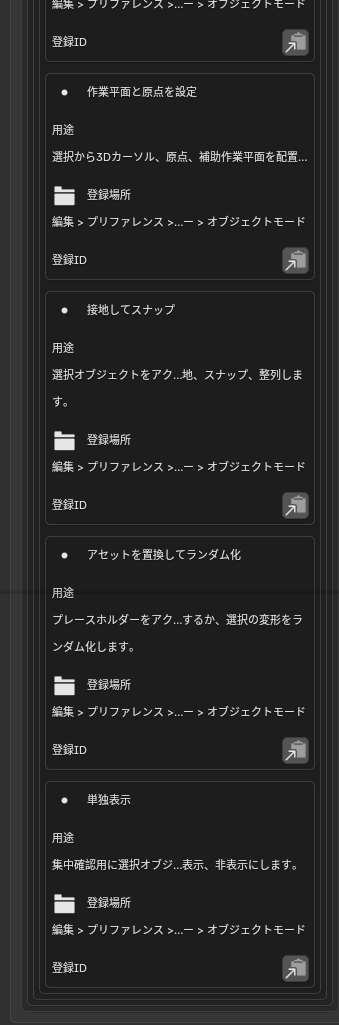 編集 > プリファレンス >...ー > オブジェクトモード
登録ID
作業平面と原点を設定
用途
選択から3Dカーソル、原点、補助作業平面を配置...
登録場所
編集 > プリファレンス >...ー > オブジェクトモード
登録ID
接地してスナップ
用途
選択オブジェクトをアク...地、スナップ、整列しま
す。
登録場所
編集 > プリファレンス >...ー > オブジェクトモード
登録ID
アセットを置換してランダム化
用途
プレースホルダーをアク...するか、選択の変形をラ
ンダム化します。
登録場所
編集 > プリファレンス >...ー > オブジェクトモード
登録ID
単独表示
用途
集中確認用に選択オブジ...表示、非表示にします。
登録場所
編集 > プリファレンス >...ー > オブジェクトモード
登録ID